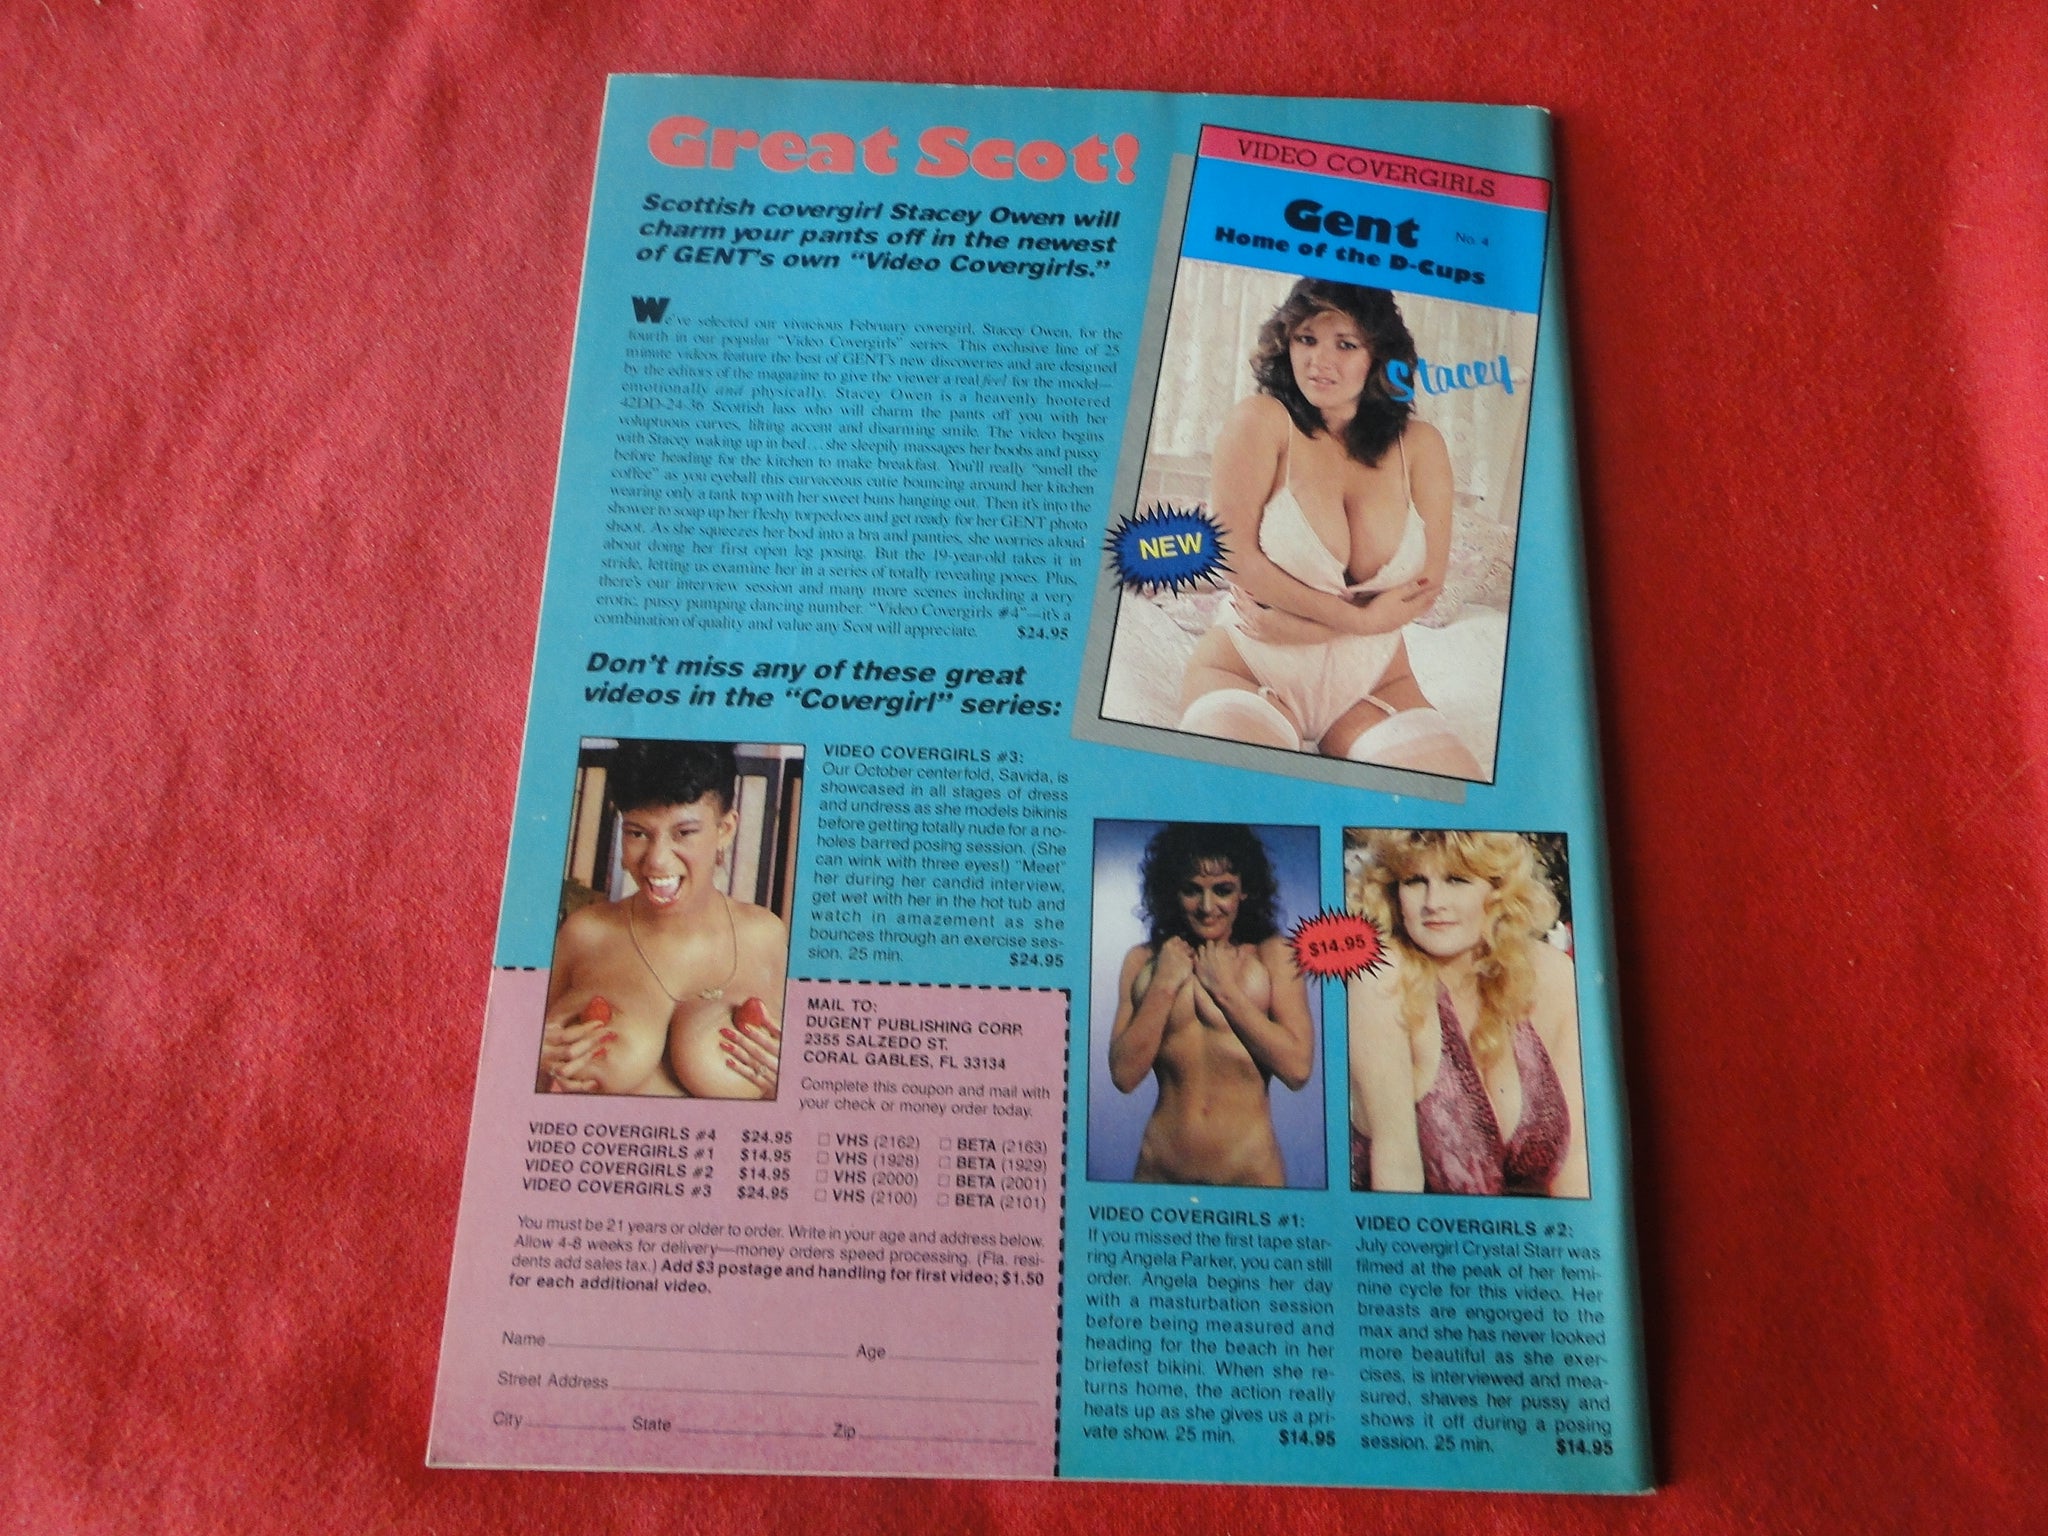 Great Scot!
Scottish covergirl Stacey Owen will
charm your pants off in the newest
of GENT's own “Video Covergirls.”
We've selected our vivacious February covergirl, Stacey Owen, for the
fourth in our popular “Video Covergirls” series. This exclusive line of 25
minute videos feature the best of GENT's new discoveries and are designed
by the editors of the magazine to give the viewer a real feel for the model—
emotionally and physically. Stacey Owen is a heavenly hootered
42DD-24-36 Scottish lass who will charm the pants off you with her
voluptuous curves, lilting accent and disarming smile. The video begins
with Stacey waking up in bed...she sleepily massages her boobs and pussy
before heading for the kitchen to make breakfast. You'll really “smell the
coffee” as you eyeball this curvaceous cutie bouncing around her kitchen
wearing only a tank top with her sweet buns hanging out. Then it's into the
shower to soap up her fleshy torpedoes and get ready for her GENT photo
shoot. As she squeezes her bod into a bra and panties, she worries aloud
about doing her first open leg posing. But the 19-year-old takes it in
stride, letting us examine her in a series of totally revealing poses. Plus,
there's our interview session and many more scenes including a very
erotic, pussy pumping dancing number. “Video Covergirls #4”—it's a
combination of quality and value any Scot will appreciate. $24.95
VIDEO COVERGIRLS
Gent No. 4
Home of the D-Cups
Stacey
NEW
Don't miss any of these great
videos in the “Covergirl” series:
VIDEO COVERGIRLS #3:
Our October centerfold, Savida, is
showcased in all stages of dress
and undress as she models bikinis
before getting totally nude for a no-
holes barred posing session. (She
can wink with three eyes!) “Meet”
her during her candid interview,
get wet with her in the hot tub and
watch in amazement as she
bounces through an exercise ses-
sion. 25 min. $24.95
MAIL TO:
DUGENT PUBLISHING CORP.
2355 SALZEDO ST.
CORAL GABLES, FL 33134
Complete this coupon and mail with
your check or money order today.
VIDEO COVERGIRLS #4 $24.95 □ VHS (2162) □ BETA (2163)
VIDEO COVERGIRLS #1 $14.95 □ VHS (1928) □ BETA (1929)
VIDEO COVERGIRLS #2 $14.95 □ VHS (2000) □ BETA (2001)
VIDEO COVERGIRLS #3 $24.95 □ VHS (2100) □ BETA (2101)
You must be 21 years or older to order. Write in your age and address below.
Allow 4-8 weeks for delivery—money orders speed processing. (Fla. resi-
dents add sales tax.) Add $3 postage and handling for first video; $1.50
for each additional video.
Name Age
Street Address
City State Zip
$14.95
VIDEO COVERGIRLS #1:
If you missed the first tape star-
ring Angela Parker, you can still
order. Angela begins her day
with a masturbation session
before being measured and
heading for the beach in her
briefest bikini. When she re-
turns home, the action really
heats up as she gives us a pri-
vate show. 25 min. $14.95
VIDEO COVERGIRLS #2:
July covergirl Crystal Starr was
filmed at the peak of her femi-
nine cycle for this video. Her
breasts are engorged to the
max and she has never looked
more beautiful as she exer-
cises, is interviewed and mea-
sured, shaves her pussy and
shows it off during a posing
session. 25 min. $14.95